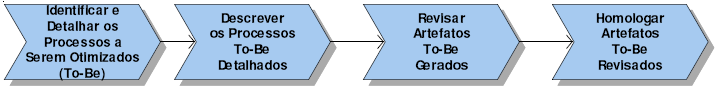 Identificar e
Detalhar os
Processos a
Serem Otimizados
(To-Be)
Descrever
os Processos
To-Be
Detalhados
Revisar
Artefatos
To-Be
Gerados
Homologar
Artefatos
To-Be
Revisados